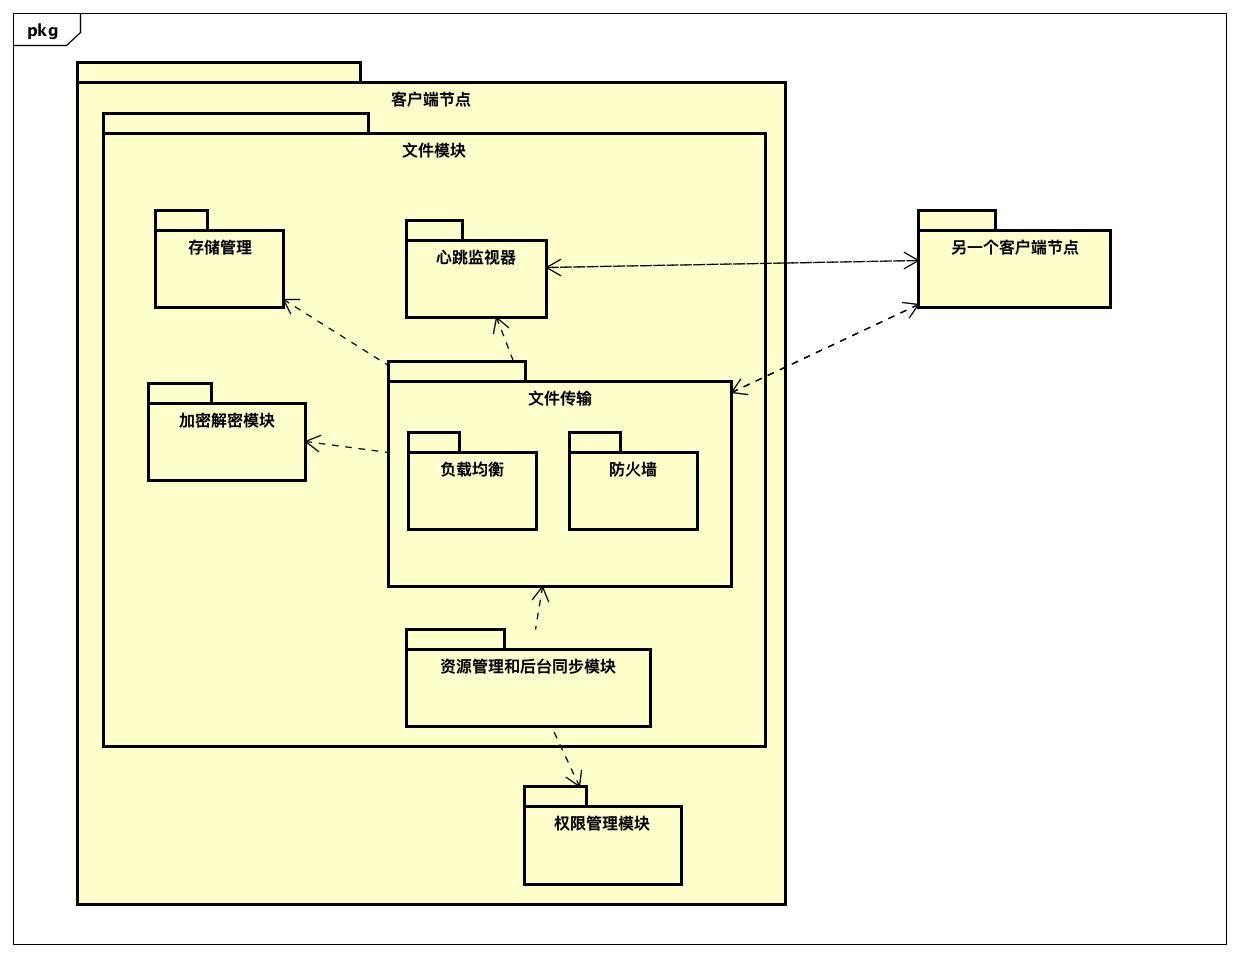 pkg
客户端节点
文件模块
存储管理
心跳监视器
另一个客户端节点
文件传输
加密解密模块
负载均衡
防火墙
资源管理和后台同步模块
权限管理模块